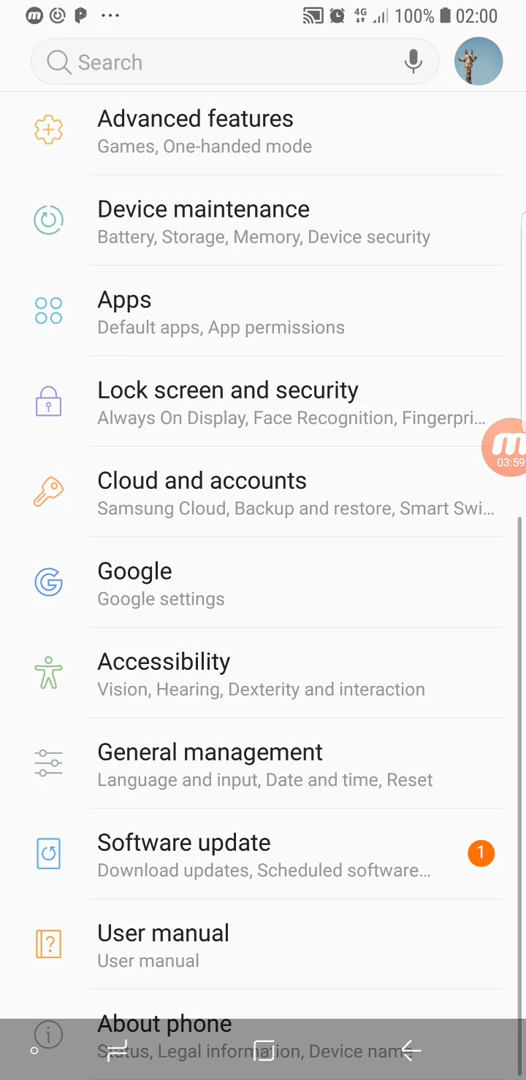 4G 100% 02:00
Search
Advanced features
Games, One-handed mode
Device maintenance
Battery, Storage, Memory, Device security
Apps
Default apps, App permissions
Lock screen and security
Always On Display, Face Recognition, Fingerpri...
03:59
Cloud and accounts
Samsung Cloud, Backup and restore, Smart Swi...
Google
Google settings
Accessibility
Vision, Hearing, Dexterity and interaction
General management
Language and input, Date and time, Reset
Software update
1
Download updates, Scheduled software...
User manual
User manual
About phone
Status, Legal information, Device name